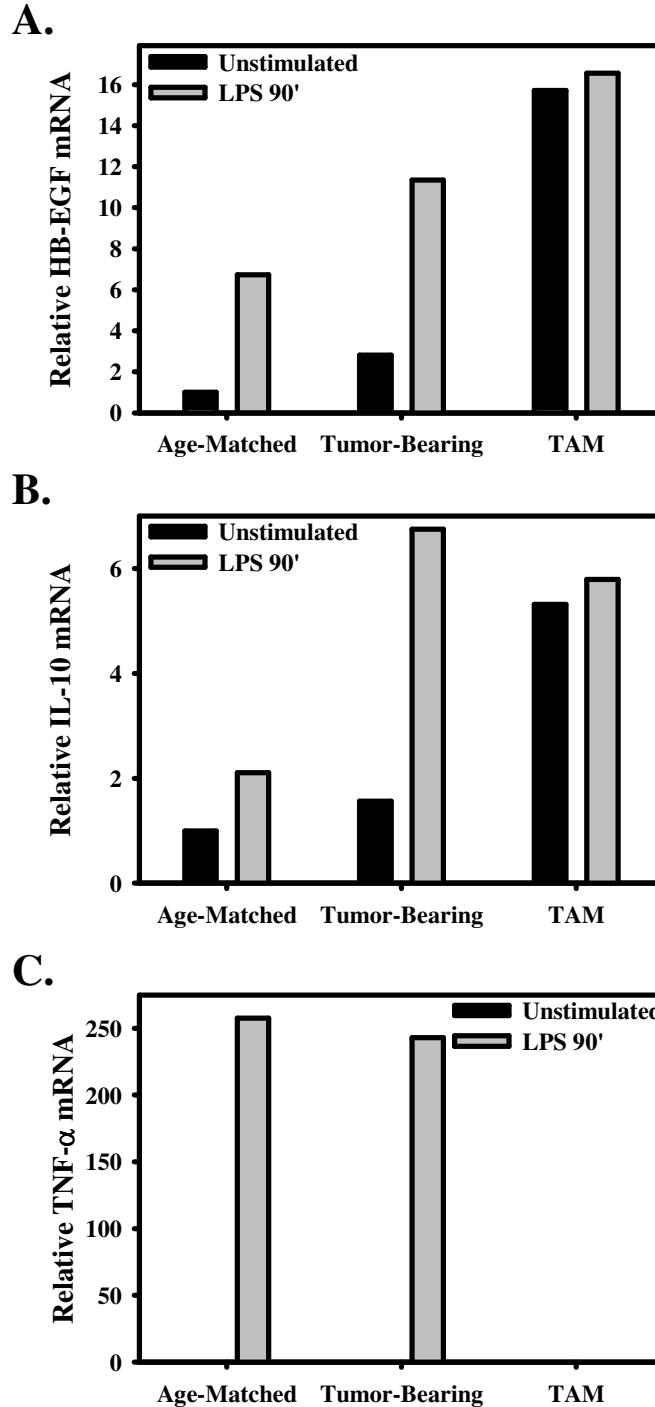 A.
Unstimulated
LPS 90'
Relative HB-EGF mRNA
16
14
12
10
8
6
4
2
0
Age-Matched Tumor-Bearing TAM
B.
Unstimulated
LPS 90'
Relative IL-10 mRNA
6
4
2
0
Age-Matched Tumor-Bearing TAM
C.
Unstimulated
LPS 90'
Relative TNF-α mRNA
250
200
150
100
50
0
Age-Matched Tumor-Bearing TAM